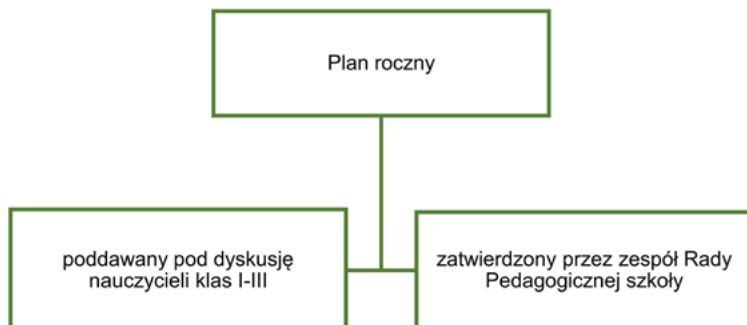 Plan roczny
poddawany pod dyskusję
nauczycieli klas I-III
zatwierdzony przez zespół Rady
Pedagogicznej szkoły